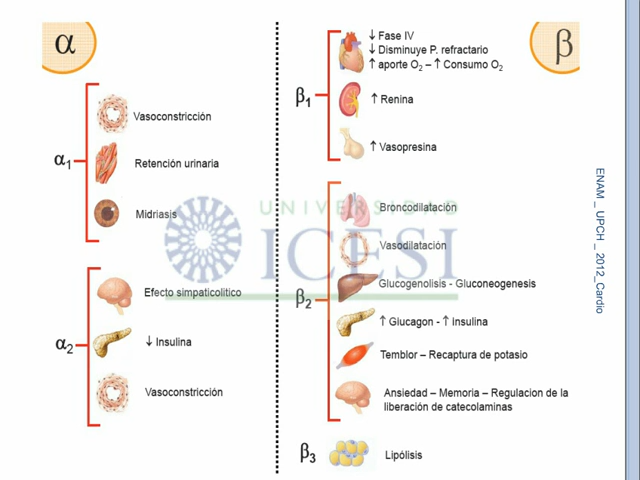 α
α1
Vasoconstricción
Retención urinaria
Midriasis
α2
Efecto simpaticolitico
↓ Insulina
Vasoconstricción
β
β1
↓ Fase IV
↓ Disminuye P. refractario
↑ aporte O2 – ↑ Consumo O2
↑ Renina
↑ Vasopresina
β2
Broncodilatación
Vasodilatación
Glucogenolisis - Gluconeogenesis
↑ Glucagon - ↑ Insulina
Temblor – Recaptura de potasio
Ansiedad – Memoria – Regulacion de la
liberación de catecolaminas
β3
Lipólisis
UNIVERSIDAD
ICESI
ENAM _ UPCH _ 2012_Cardio